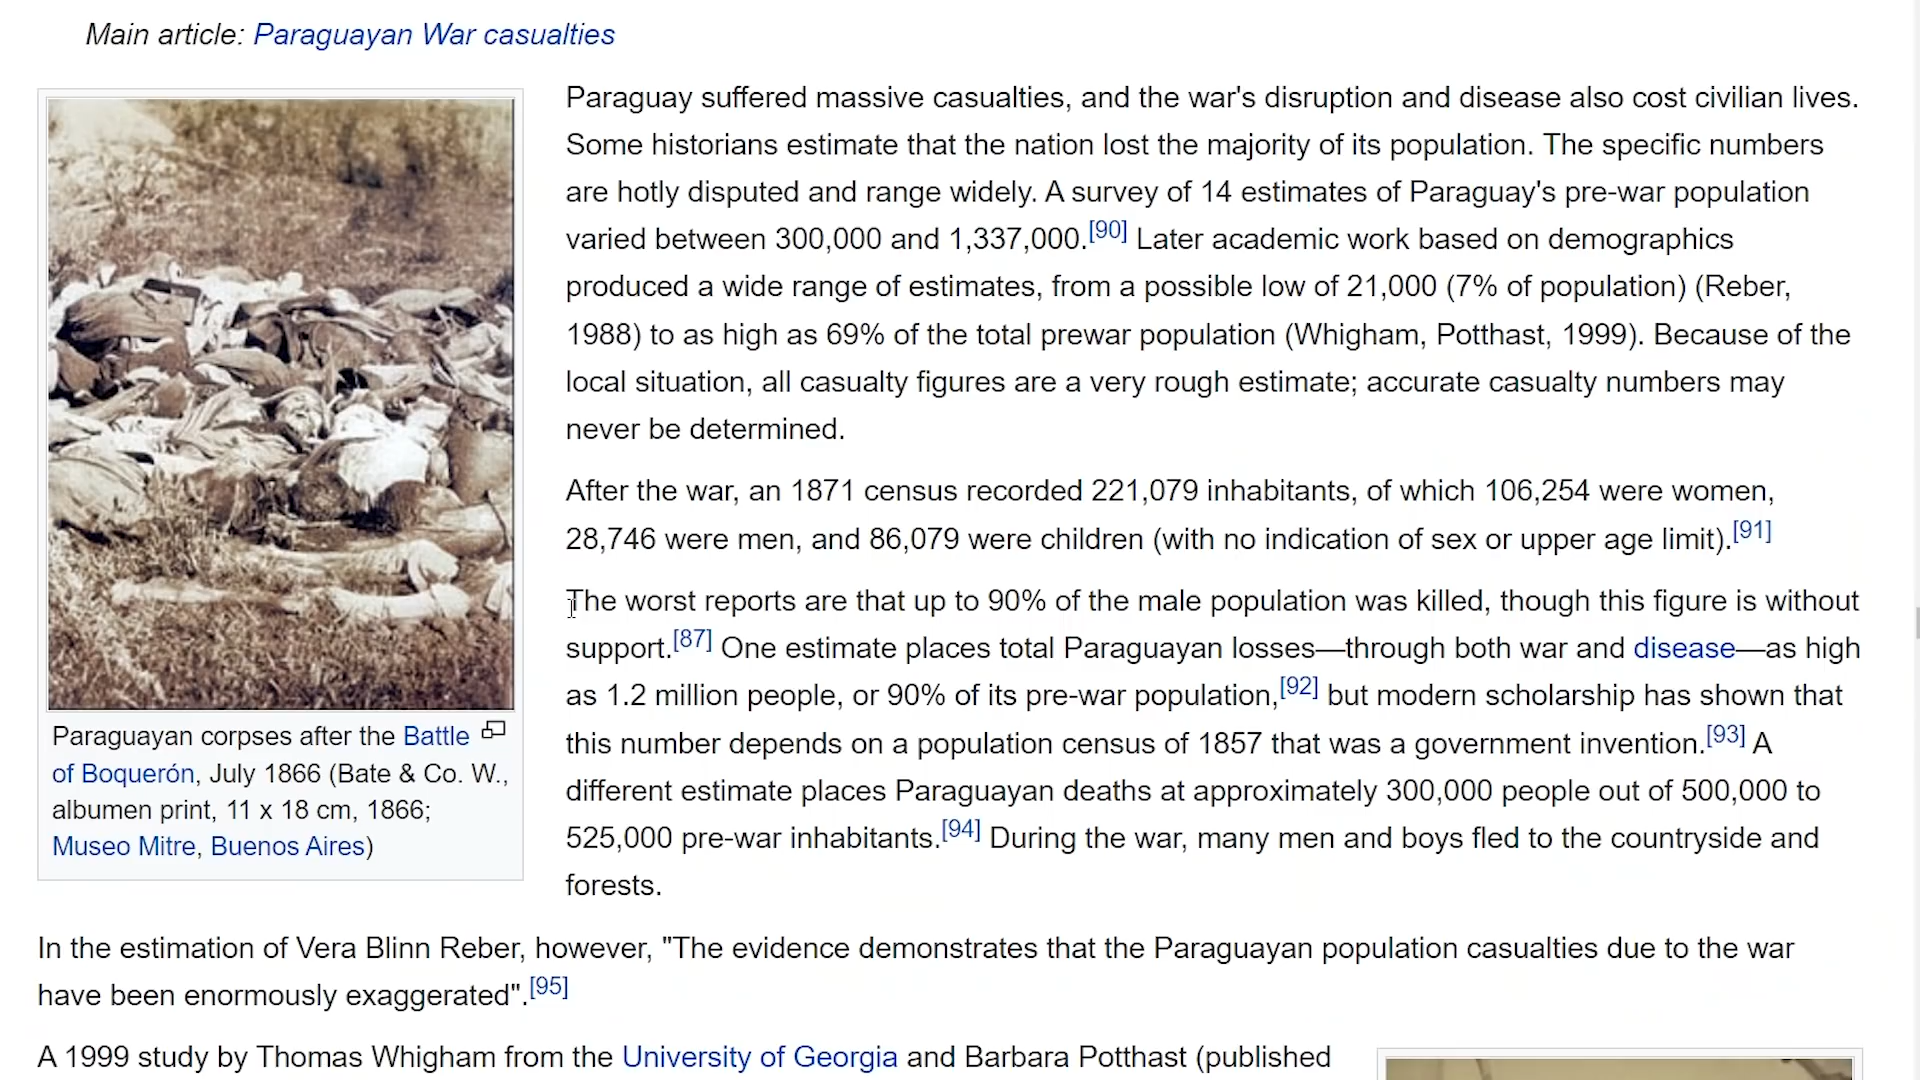 Main article: Paraguayan War casualties
Paraguay suffered massive casualties, and the war's disruption and disease also cost civilian lives.
Some historians estimate that the nation lost the majority of its population. The specific numbers
are hotly disputed and range widely. A survey of 14 estimates of Paraguay's pre-war population
varied between 300,000 and 1,337,000.[90] Later academic work based on demographics
produced a wide range of estimates, from a possible low of 21,000 (7% of population) (Reber,
1988) to as high as 69% of the total prewar population (Whigham, Potthast, 1999). Because of the
local situation, all casualty figures are a very rough estimate; accurate casualty numbers may
never be determined.
After the war, an 1871 census recorded 221,079 inhabitants, of which 106,254 were women,
28,746 were men, and 86,079 were children (with no indication of sex or upper age limit).[91]
The worst reports are that up to 90% of the male population was killed, though this figure is without
support.[87] One estimate places total Paraguayan losses—through both war and disease—as high
as 1.2 million people, or 90% of its pre-war population,[92] but modern scholarship has shown that
this number depends on a population census of 1857 that was a government invention.[93] A
different estimate places Paraguayan deaths at approximately 300,000 people out of 500,000 to
525,000 pre-war inhabitants.[94] During the war, many men and boys fled to the countryside and
forests.
Paraguayan corpses after the Battle
of Boquerón, July 1866 (Bate & Co. W.,
albumen print, 11 x 18 cm, 1866;
Museo Mitre, Buenos Aires)
In the estimation of Vera Blinn Reber, however, "The evidence demonstrates that the Paraguayan population casualties due to the war
have been enormously exaggerated".[95]
A 1999 study by Thomas Whigham from the University of Georgia and Barbara Potthast (published